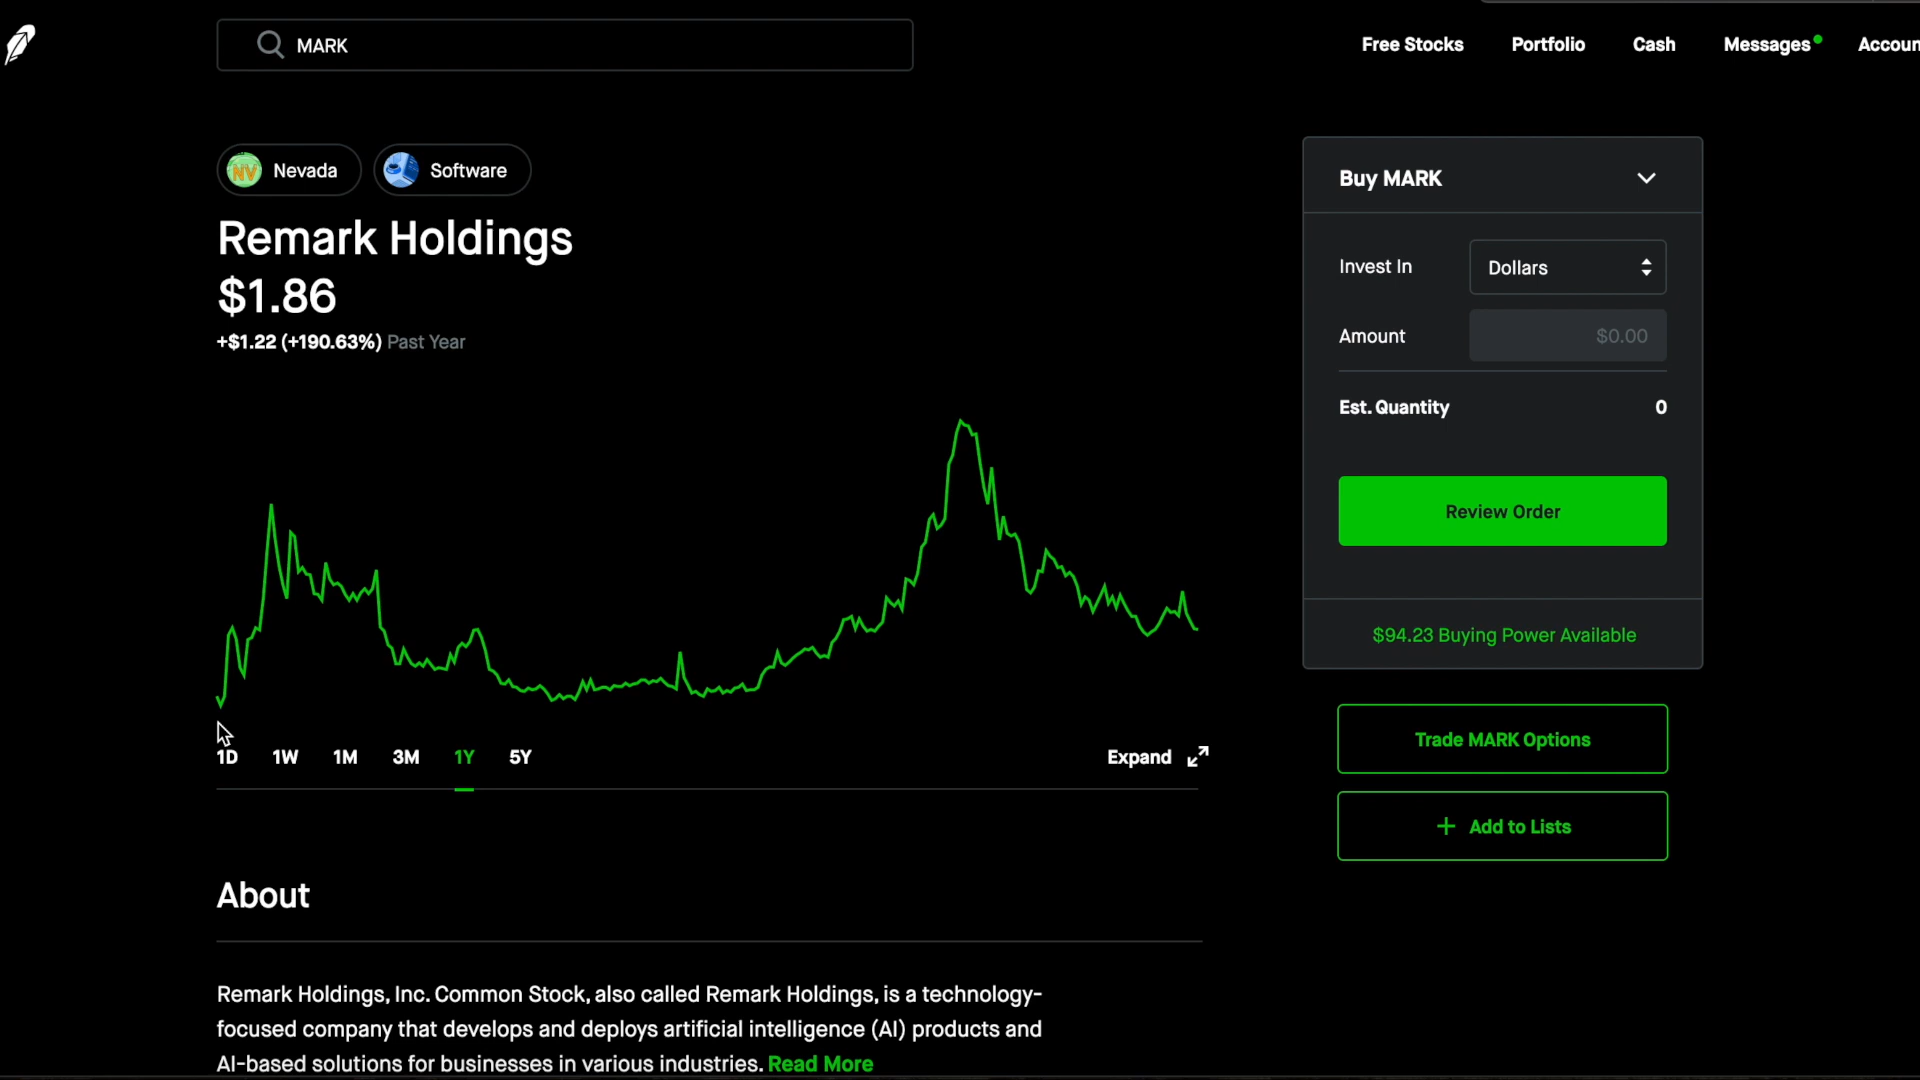 MARK
Free Stocks
Portfolio
Cash
Messages
Accoun
NV Nevada
Software
Remark Holdings
$1.86
+$1.22 (+190.63%) Past Year
1D 1W 1M 3M 1Y 5Y
Expand
Buy MARK
Invest In Dollars
Amount $0.00
Est. Quantity 0
Review Order
$94.23 Buying Power Available
Trade MARK Options
+ Add to Lists
About
Remark Holdings, Inc. Common Stock, also called Remark Holdings, is a technology-
focused company that develops and deploys artificial intelligence (AI) products and
AI-based solutions for businesses in various industries. Read More